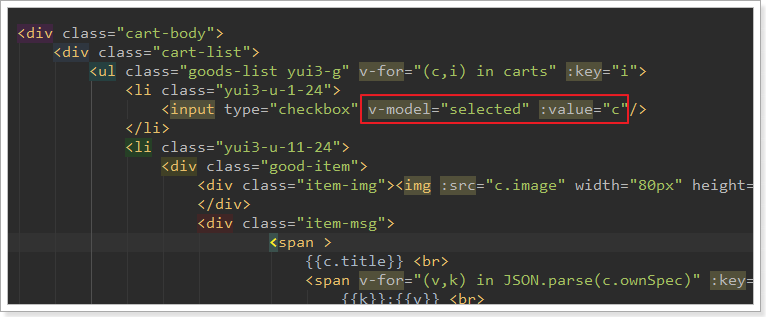 <div class="cart-body">
<div class="cart-list">
<ul class="goods-list yui3-g" v-for="(c,i) in carts" :key="i">
<li class="yui3-u-1-24">
<input type="checkbox" v-model="selected" :value="c"/>
</li>
<li class="yui3-u-11-24">
<div class="good-item">
<div class="item-img"><img :src="c.image" width="80px" height=
</div>
<div class="item-msg">
<span >
{{c.title}} <br>
<span v-for="(v,k) in JSON.parse(c.ownSpec)" :key=
{{k}}:{{v}} <br>